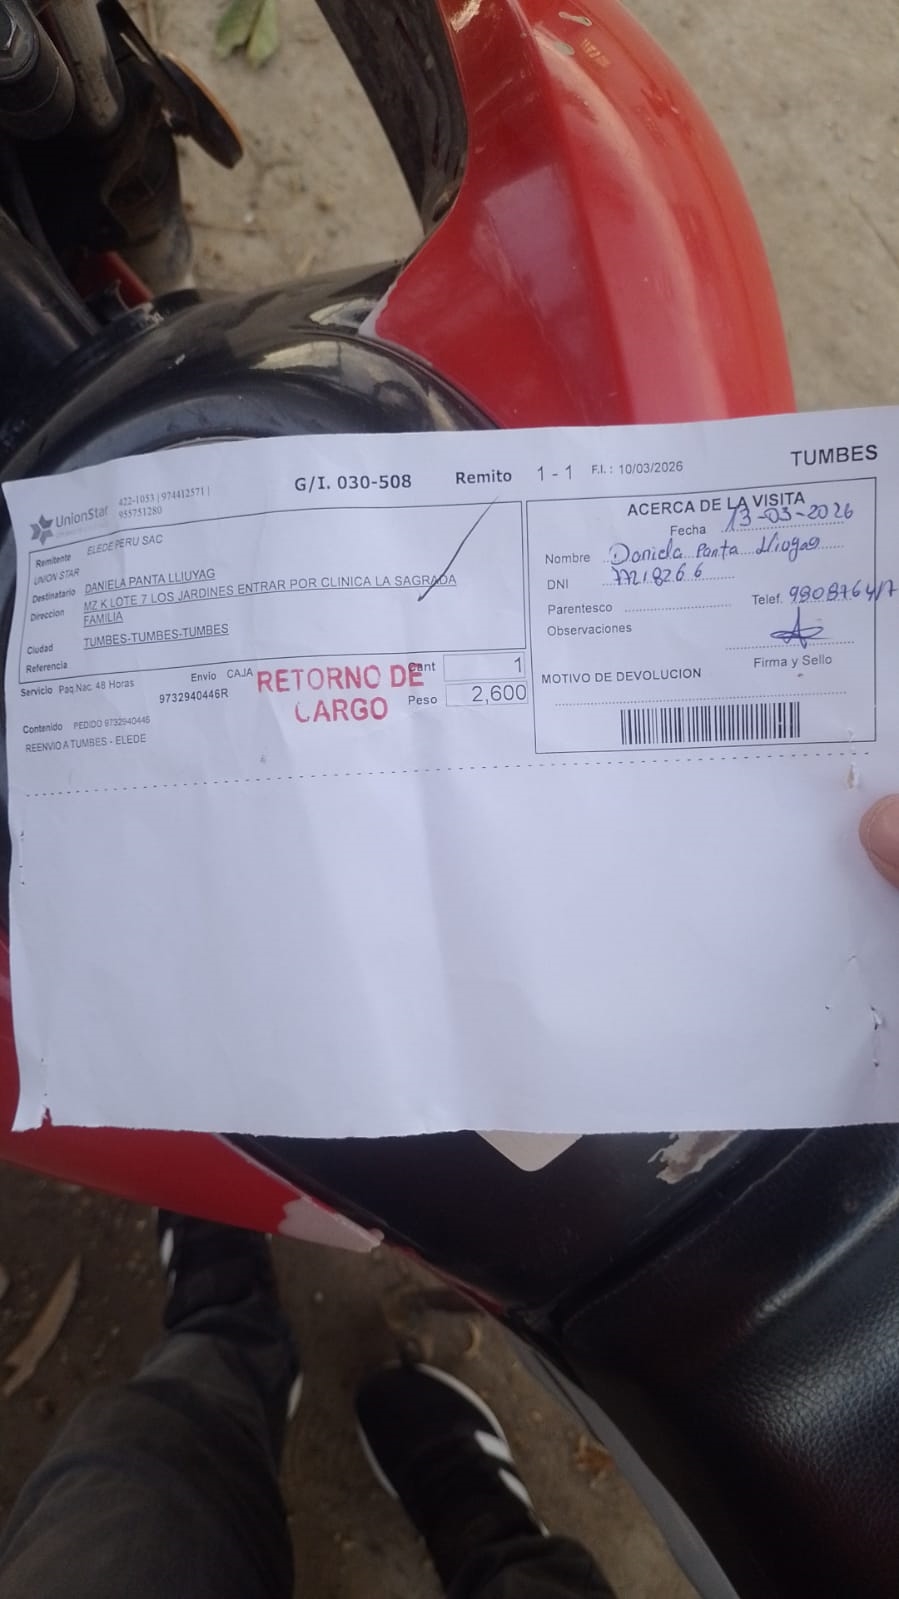 UnionStar 422-1053 | 974412571 |
955751280
G/I. 030-508 Remito 1 - 1 F.I.: 10/03/2026 TUMBES
Remitente ELEDE PERU SAC
UNION STAR
Destinatario DANIELA PANTA LLIUYAG
Direccion MZ K LOTE 7 LOS JARDINES ENTRAR POR CLINICA LA SAGRADA
FAMILIA
Ciudad TUMBES-TUMBES-TUMBES
Referencia
Servicio Paq.Nac. 48 Horas Envío CAJA
9732940446R
RETORNO DE
CARGO
Cant 1
Peso 2,600
Contenido PEDIDO 9732940446
REENVIO A TUMBES - ELEDE
ACERCA DE LA VISITA
Fecha 13-03-2026
Nombre Daniela Panta
DNI
Parentesco Telef.
Observaciones
Firma y Sello
MOTIVO DE DEVOLUCION